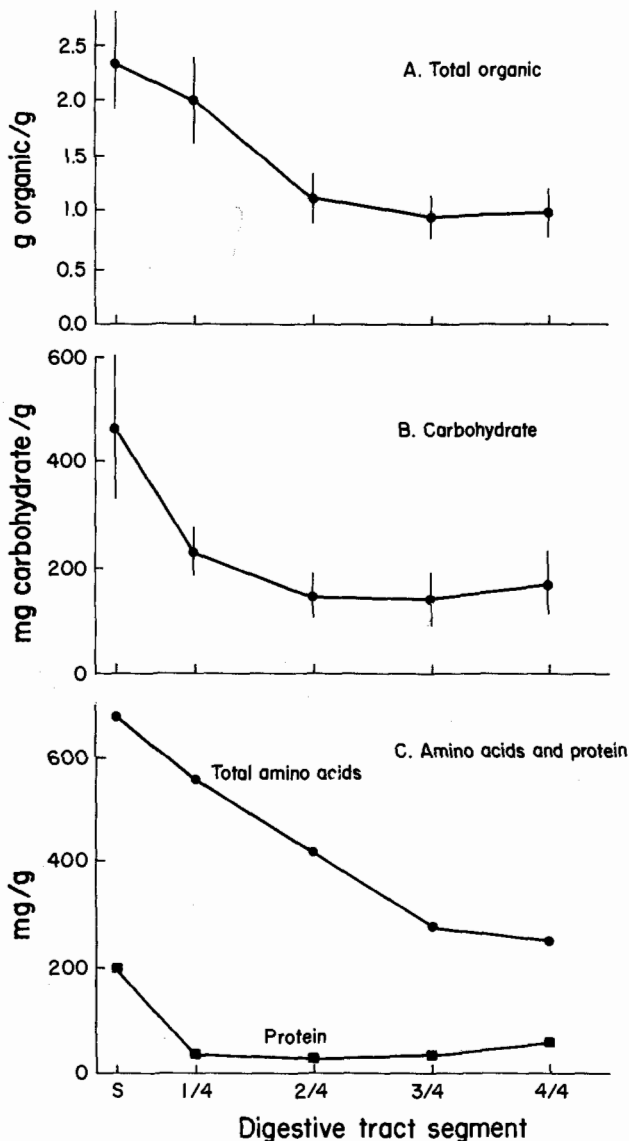 A. Total organic
g organic/g
2.5
2.0
1.5
1.0
0.5
0.0
B. Carbohydrate
mg carbohydrate/g
600
400
200
0
C. Amino acids and protein
Total amino acids
Protein
mg/g
600
400
200
0
S 1/4 2/4 3/4 4/4
Digestive tract segment